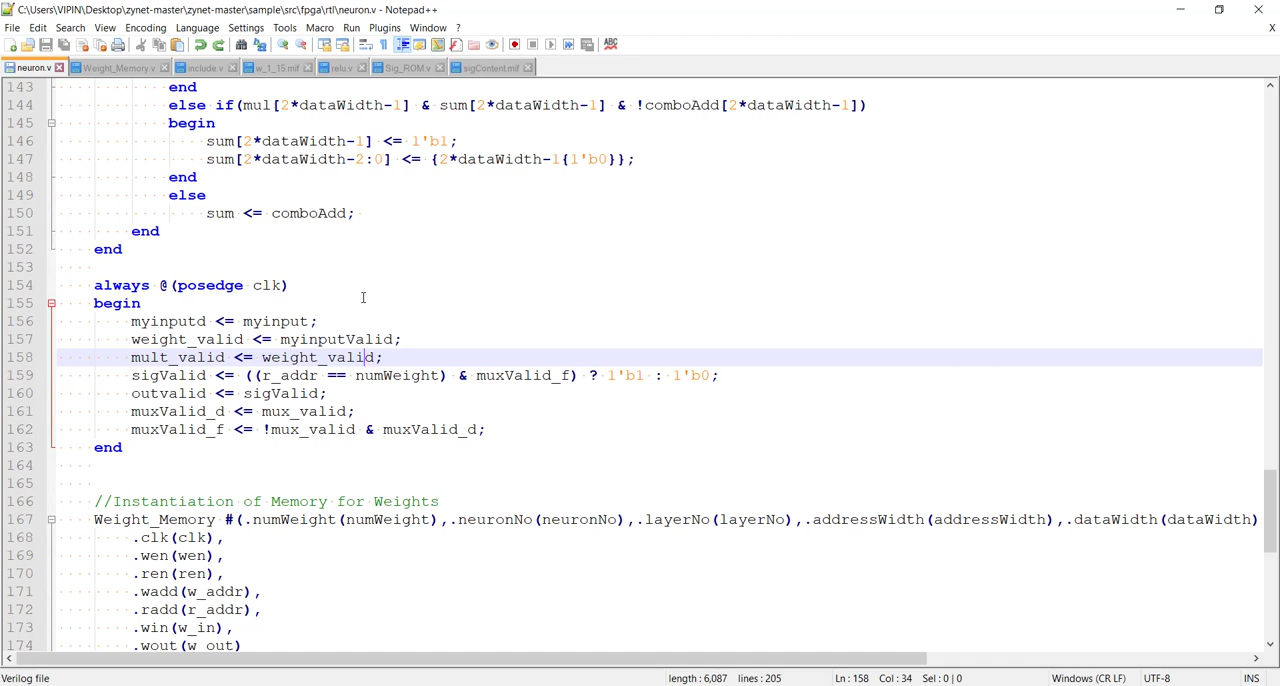 C:\Users\VIPIN\Desktop\zynet-master\zynet-master\sample\src\fpga\rtl\neuron.v - Notepad++
File Edit Search View Encoding Language Settings Tools Macro Run Plugins Window ? X
neuron.v Weight_Memory.v include.v w_1_15.mif relu.v Sig_ROM.v sigContent.mif
143 end
144 else if(mul[2*dataWidth-1] & sum[2*dataWidth-1] & !comboAdd[2*dataWidth-1])
145 begin
146 sum[2*dataWidth-1] <= 1'b1;
147 sum[2*dataWidth-2:0] <= {2*dataWidth-1{1'b0}};
148 end
149 else
150 sum <= comboAdd;
151 end
152 end
153
154 always @(posedge clk)
155 begin
156 myinputd <= myinput;
157 weight_valid <= myinputValid;
158 mult_valid <= weight_valid;
159 sigValid <= ((r_addr == numWeight) & muxValid_f) ? 1'b1 : 1'b0;
160 outvalid <= sigValid;
161 muxValid_d <= mux_valid;
162 muxValid_f <= !mux_valid & muxValid_d;
163 end
164
165
166 //Instantiation of Memory for Weights
167 Weight_Memory #(.numWeight(numWeight),.neuronNo(neuronNo),.layerNo(layerNo),.addressWidth(addressWidth),.dataWidth(dataWidth)
168 .clk(clk),
169 .wen(wen),
170 .ren(ren),
171 .wadd(w_addr),
172 .radd(r_addr),
173 .win(w_in),
174 .wout(w_out)
Verilog file length : 6,087 lines : 205 Ln : 158 Col : 34 Sel : 0 | 0 Windows (CR LF) UTF-8 INS